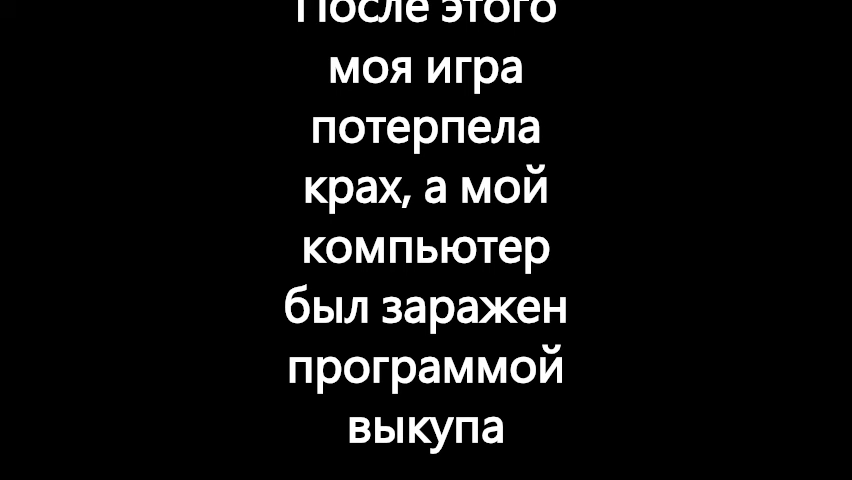 После этого
моя игра
потерпела
крах, а мой
компьютер
был заражен
программой
выкупа